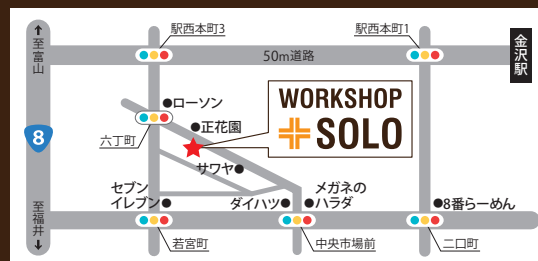 駅西本町3
駅西本町1
↑至富山
50m道路
金沢駅
ローソン
正花園
WORKSHOP
SOLO
8
六丁町
サワヤ
セブン
イレブン
ダイハツ
メガネの
ハラダ
8番らーめん
至福井↓
若宮町
中央市場前
二口町